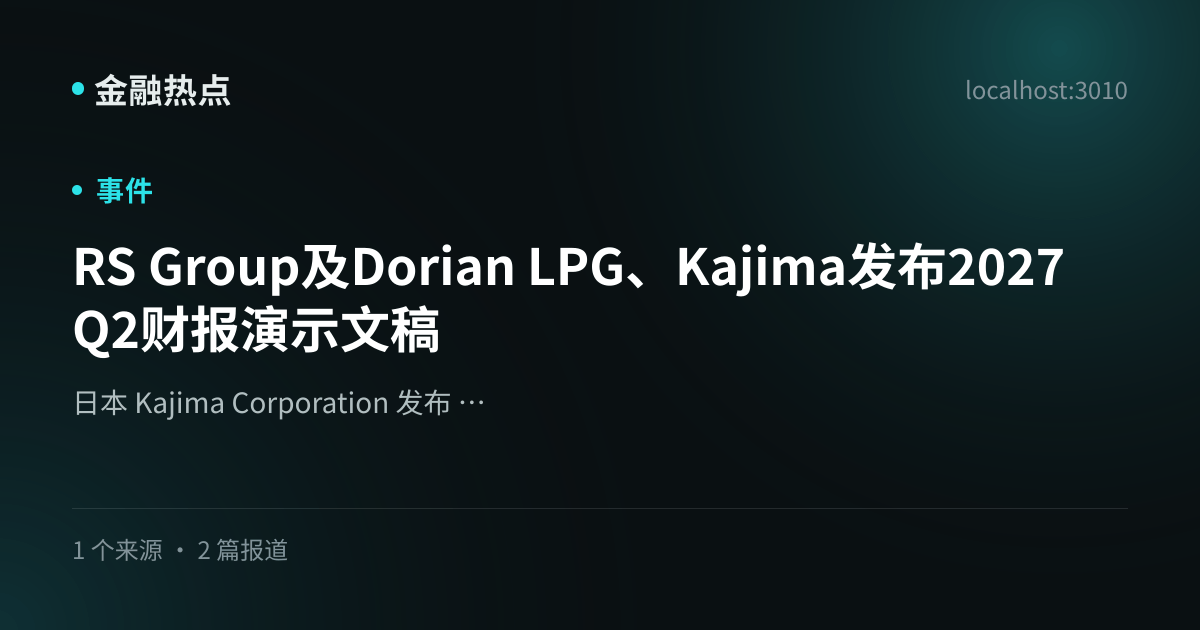 金融热点
localhost:3010
事件
RS Group及Dorian LPG、Kajima发布2027
Q2财报演示文稿
日本 Kajima Corporation 发布 …
1 个来源 · 2 篇报道